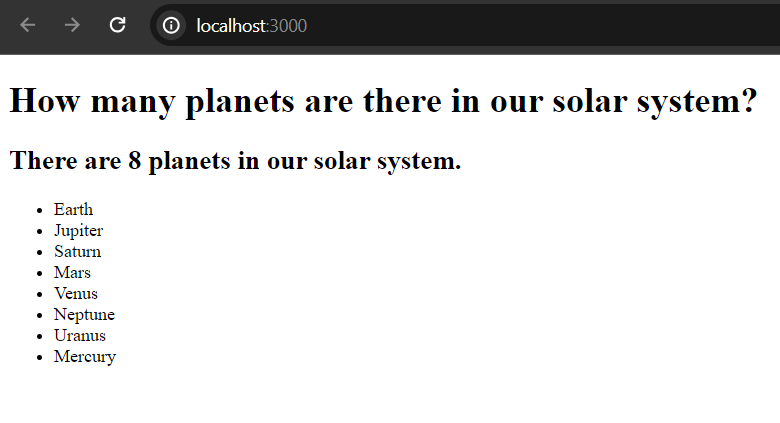 localhost:3000
How many planets are there in our solar system?
There are 8 planets in our solar system.
Earth
Jupiter
Saturn
Mars
Venus
Neptune
Uranus
Mercury